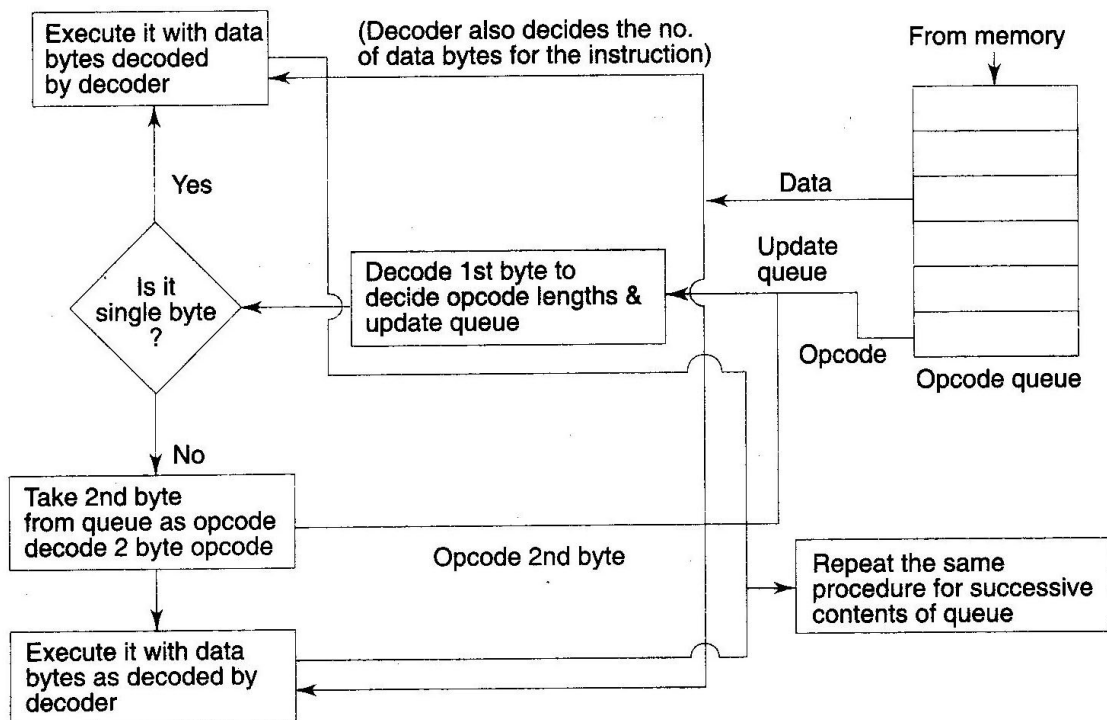 Execute it with data
bytes decoded
by decoder
(Decoder also decides the no.
of data bytes for the instruction)
From memory
Yes
Data
Update
queue
Is it
single byte
?
Decode 1st byte to
decide opcode lengths &
update queue
Opcode
Opcode queue
No
Take 2nd byte
from queue as opcode
decode 2 byte opcode
Opcode 2nd byte
Repeat the same
procedure for successive
contents of queue
Execute it with data
bytes as decoded by
decoder